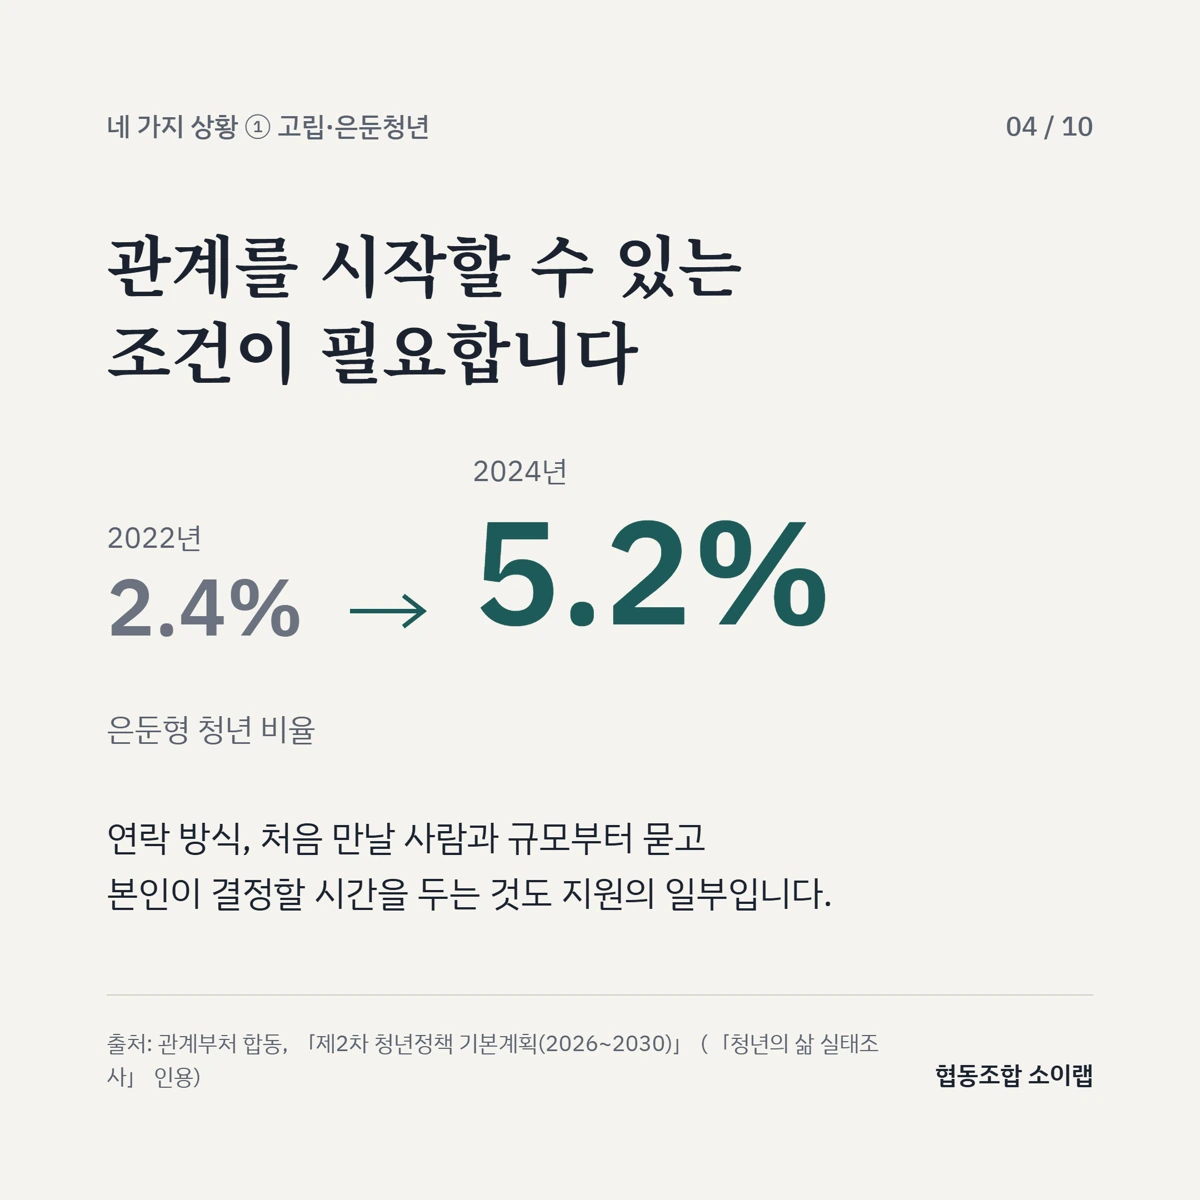 네 가지 상황 ① 고립·은둔청년
04 / 10
관계를 시작할 수 있는
조건이 필요합니다
2022년
2.4%
→
2024년
5.2%
은둔형 청년 비율
연락 방식, 처음 만날 사람과 규모부터 묻고
본인이 결정할 시간을 두는 것도 지원의 일부입니다.
출처: 관계부처 합동, 「제2차 청년정책 기본계획(2026~2030)」 (「청년의 삶 실태조
사」 인용)
협동조합 소이랩